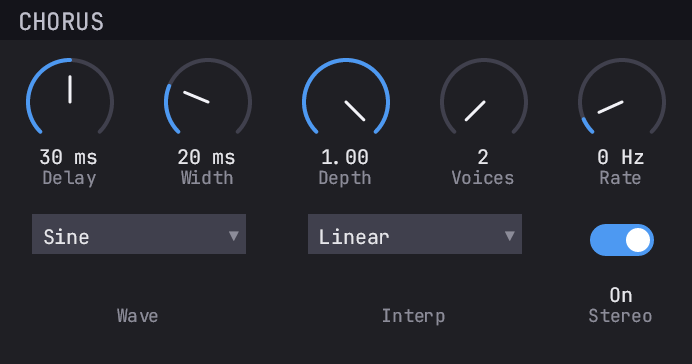 CHORUS
30 ms 20 ms 1.00 2 0 Hz
Delay Width Depth Voices Rate
Sine Linear
On
Wave Interp Stereo